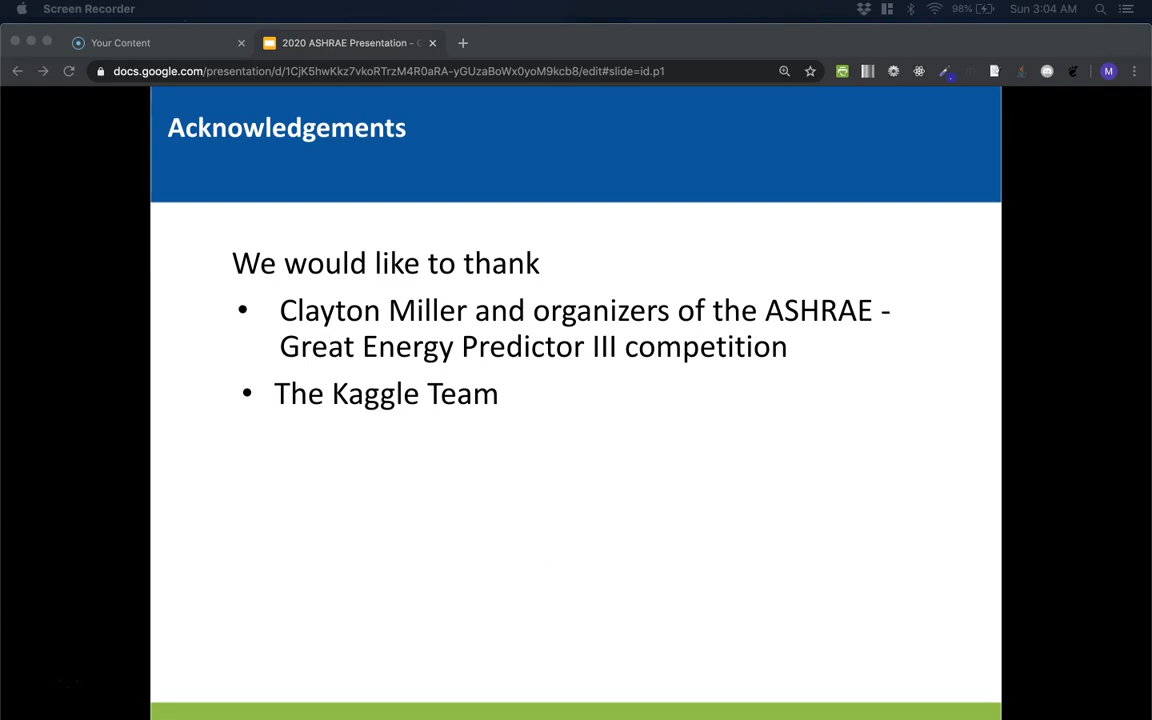 Screen Recorder
98%
Sun 3:04 AM
Your Content
2020 ASHRAE Presentation -
docs.google.com/presentation/d/1CjK5hwKkz7vkoRTrzM4R0aRA-yGUzaBoWx0yoM9kcb8/edit#slide=id.p1
M
Acknowledgements
We would like to thank
• Clayton Miller and organizers of the ASHRAE -
Great Energy Predictor III competition
• The Kaggle Team